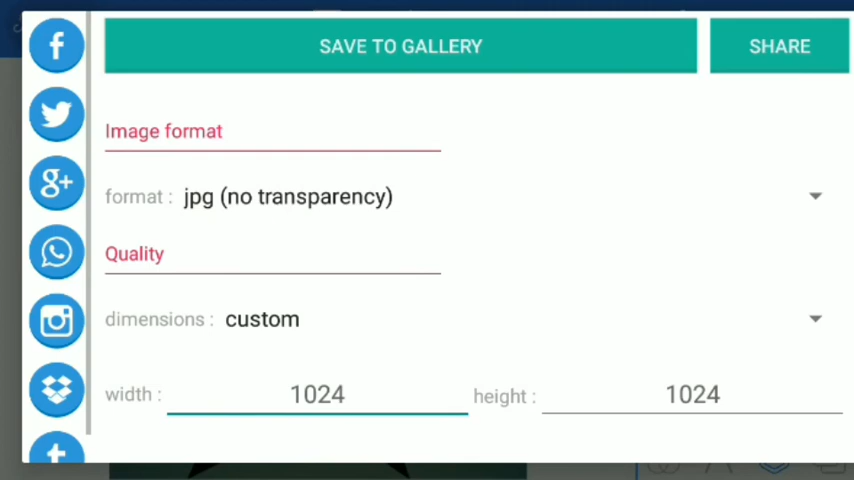 SAVE TO GALLERY
SHARE
Image format
format : jpg (no transparency)
Quality
dimensions : custom
width : 1024 height : 1024